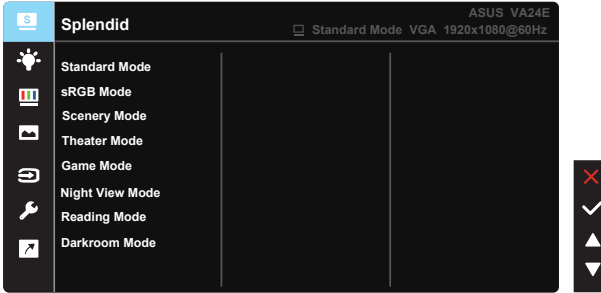 S
Splendid
ASUS VA24E
Standard Mode VGA 1920x1080@60Hz
Standard Mode
sRGB Mode
Scenery Mode
Theater Mode
Game Mode
Night View Mode
Reading Mode
Darkroom Mode